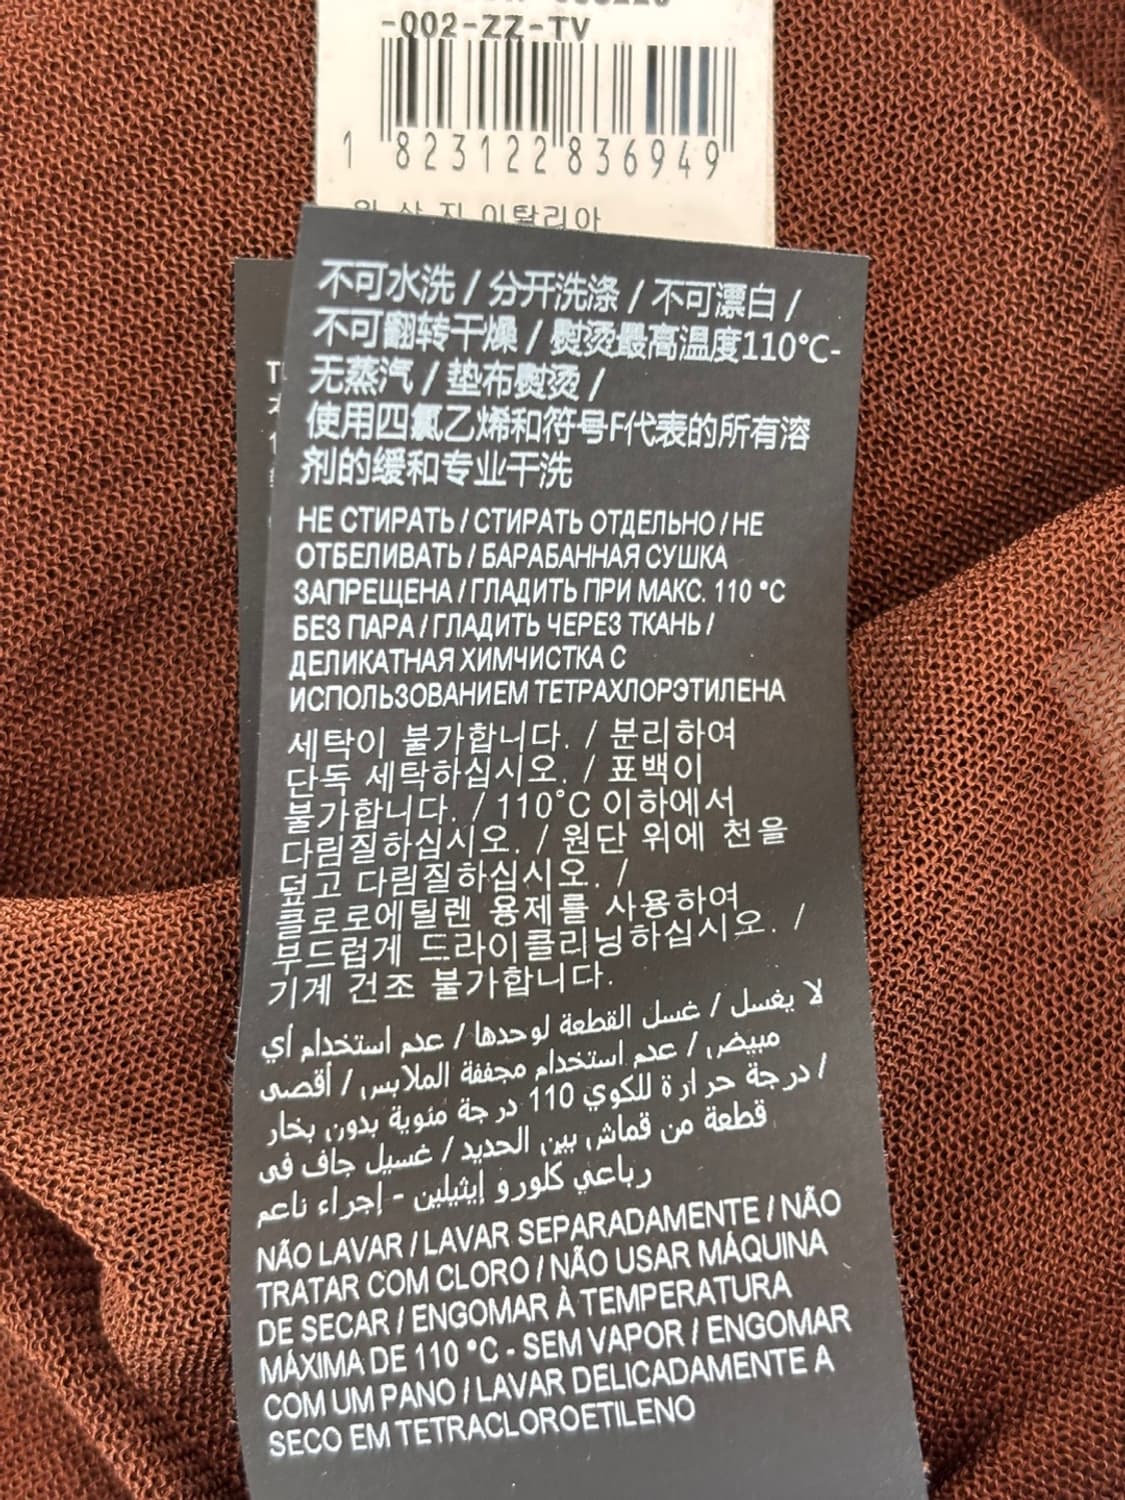 -002-ZZ-TV
1 823122 836949
원 산 지 이탈리아
不可水洗 / 分开洗涤 / 不可漂白 /
不可翻转干燥 / 熨烫最高温度110°C-
无蒸汽 / 垫布熨烫 /
使用四氯乙烯和符号F代表的所有溶
剂的缓和专业干洗
НЕ СТИРАТЬ / СТИРАТЬ ОТДЕЛЬНО / НЕ
ОТБЕЛИВАТЬ / БАРАБАННАЯ СУШКА
ЗАПРЕЩЕНА / ГЛАДИТЬ ПРИ МАКС. 110 °C
БЕЗ ПАРА / ГЛАДИТЬ ЧЕРЕЗ ТКАНЬ /
ДЕЛИКАТНАЯ ХИМЧИСТКА С
ИСПОЛЬЗОВАНИЕМ ТЕТРАХЛОРЭТИЛЕНА
세탁이 불가합니다. / 분리하여
단독 세탁하십시오. / 표백이
불가합니다. / 110°C 이하에서
다림질하십시오. / 원단 위에 천을
덮고 다림질하십시오. /
클로로에틸렌 용제를 사용하여
부드럽게 드라이클리닝하십시오. /
기계 건조 불가합니다.
لا يغسل / غسل القطعة لوحدها / عدم استخدام أي
مبيض / عدم استخدام مجففة الملابس / أقصى
درجة حرارة للكوي 110 درجة مئوية بدون بخار /
قطعة من قماش بين الحديد / غسيل جاف في
رباعي كلورو إيثيلين - إجراء ناعم
NÃO LAVAR / LAVAR SEPARADAMENTE / NÃO
TRATAR COM CLORO / NÃO USAR MÁQUINA
DE SECAR / ENGOMAR À TEMPERATURA
MÁXIMA DE 110 °C - SEM VAPOR / ENGOMAR
COM UM PANO / LAVAR DELICADAMENTE A
SECO EM TETRACLOROETILENO